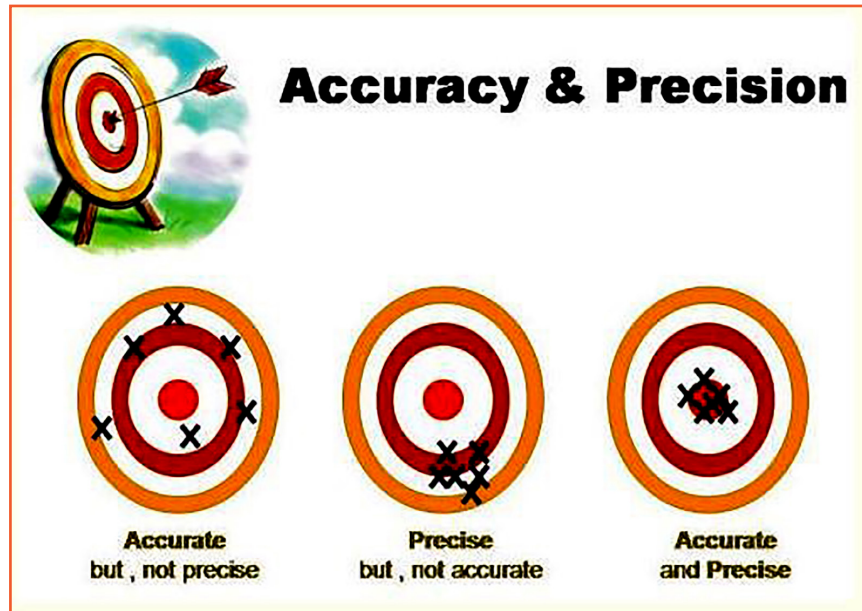 Accuracy & Precision
Accurate
but , not precise
Precise
but , not accurate
Accurate
and Precise